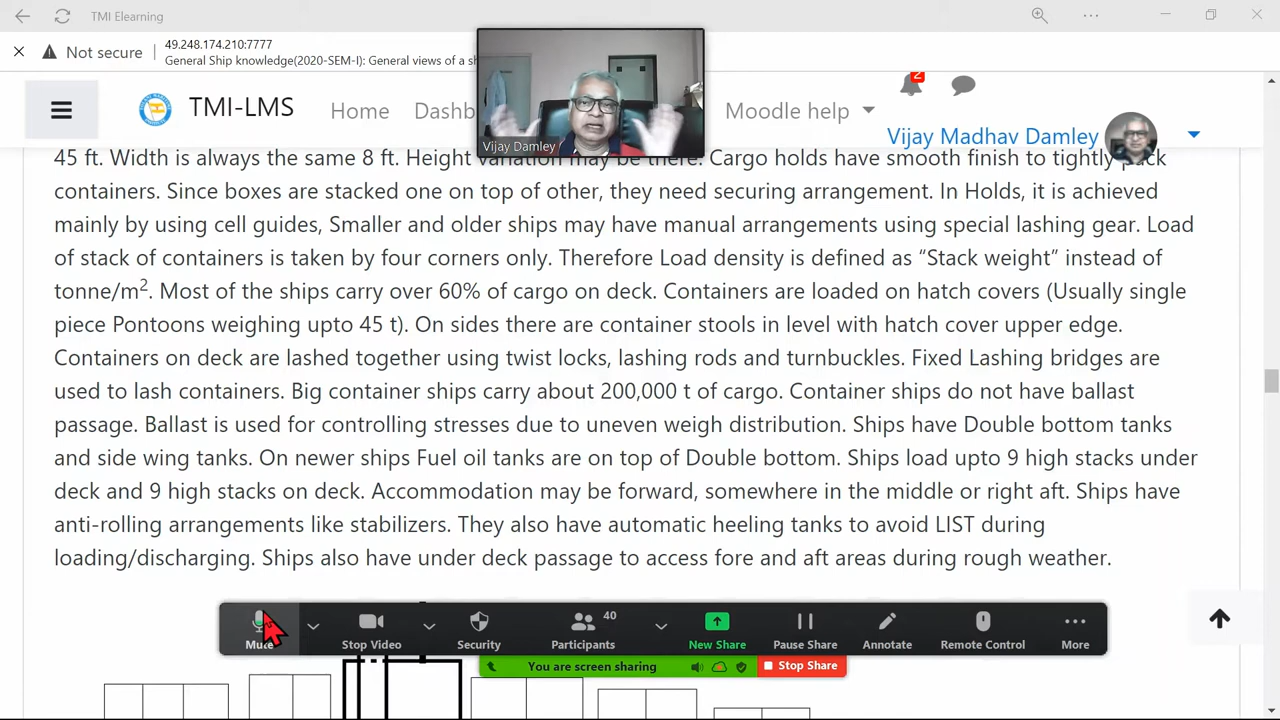 TMI Elearning
Not secure
49.248.174.210:7777
General Ship knowledge(2020-SEM-I): General views of a sh
TMI-LMS
Home
Dashb
Moodle help
2
Vijay Madhav Damley
Vijay Damley
45 ft. Width is always the same 8 ft. Height variation may be there. Cargo holds have smooth finish to tightly pack
containers. Since boxes are stacked one on top of other, they need securing arrangement. In Holds, it is achieved
mainly by using cell guides, Smaller and older ships may have manual arrangements using special lashing gear. Load
of stack of containers is taken by four corners only. Therefore Load density is defined as “Stack weight” instead of
tonne/m². Most of the ships carry over 60% of cargo on deck. Containers are loaded on hatch covers (Usually single
piece Pontoons weighing upto 45 t). On sides there are container stools in level with hatch cover upper edge.
Containers on deck are lashed together using twist locks, lashing rods and turnbuckles. Fixed Lashing bridges are
used to lash containers. Big container ships carry about 200,000 t of cargo. Container ships do not have ballast
passage. Ballast is used for controlling stresses due to uneven weigh distribution. Ships have Double bottom tanks
and side wing tanks. On newer ships Fuel oil tanks are on top of Double bottom. Ships load upto 9 high stacks under
deck and 9 high stacks on deck. Accommodation may be forward, somewhere in the middle or right aft. Ships have
anti-rolling arrangements like stabilizers. They also have automatic heeling tanks to avoid LIST during
loading/discharging. Ships also have under deck passage to access fore and aft areas during rough weather.
40
Mute
Stop Video
Security
Participants
New Share
Pause Share
Annotate
Remote Control
More
You are screen sharing
Stop Share